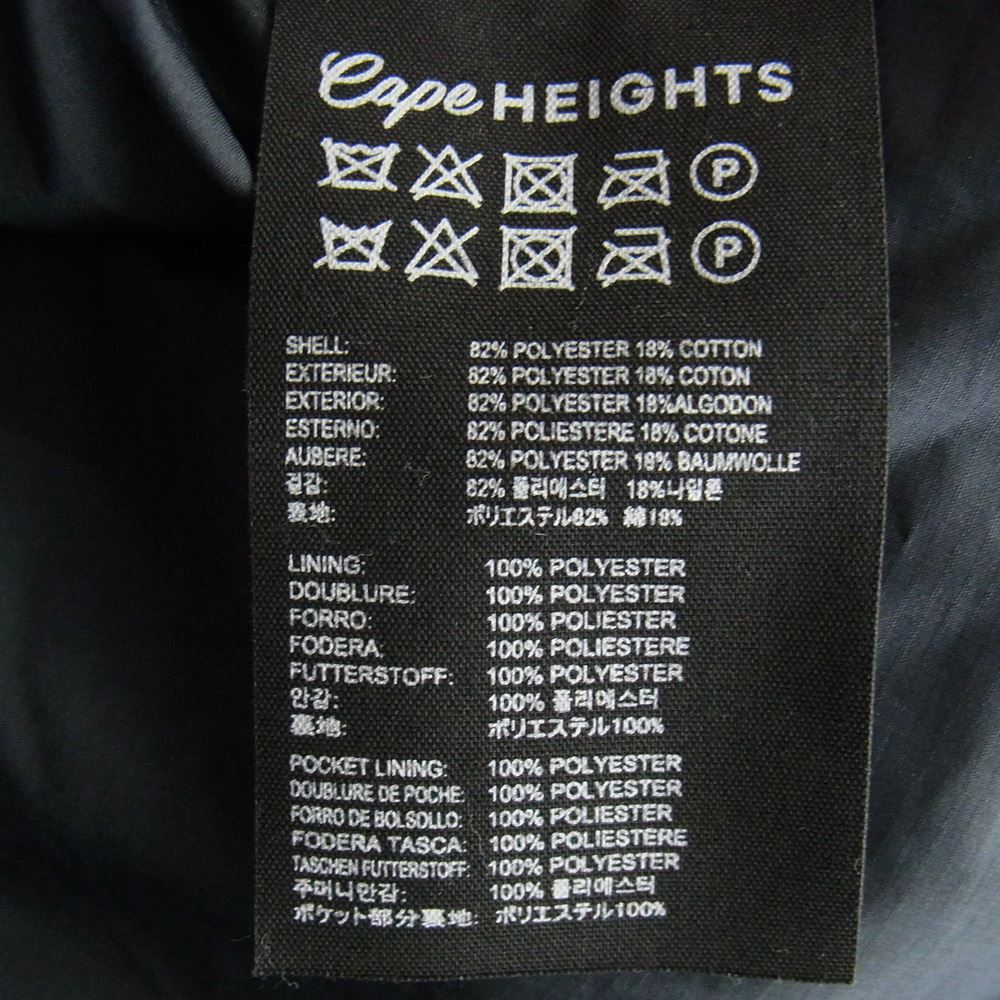 Cape HEIGHTS
P
P
SHELL: 82% POLYESTER 18% COTTON
EXTERIEUR: 82% POLYESTER 18% COTON
EXTERIOR: 82% POLYESTER 18%ALGODON
ESTERNO: 82% POLIESTERE 18% COTONE
AUBERE: 82% POLYESTER 18% BAUMWOLLE
겉감: 82% 폴리에스터 18%나일론
表地: ポリエステル82% 綿18%
LINING: 100% POLYESTER
DOUBLURE: 100% POLYESTER
FORRO: 100% POLIESTER
FODERA: 100% POLIESTERE
FUTTERSTOFF: 100% POLYESTER
안감: 100% 폴리에스터
裏地: ポリエステル100%
POCKET LINING: 100% POLYESTER
DOUBLURE DE POCHE: 100% POLYESTER
FORRO DE BOLSOLLO: 100% POLIESTER
FODERA TASCA: 100% POLIESTERE
TASCHEN FUTTERSTOFF: 100% POLYESTER
주머니안감: 100% 폴리에스터
ポケット部分裏地: ポリエステル100%